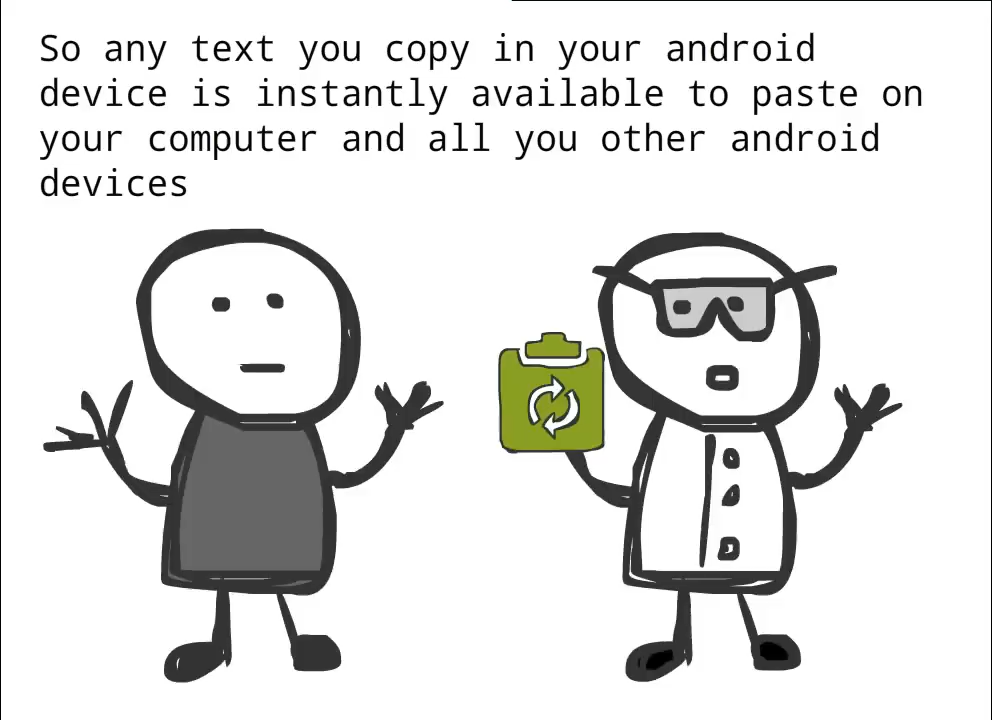 So any text you copy in your android
device is instantly available to paste on
your computer and all you other android
devices